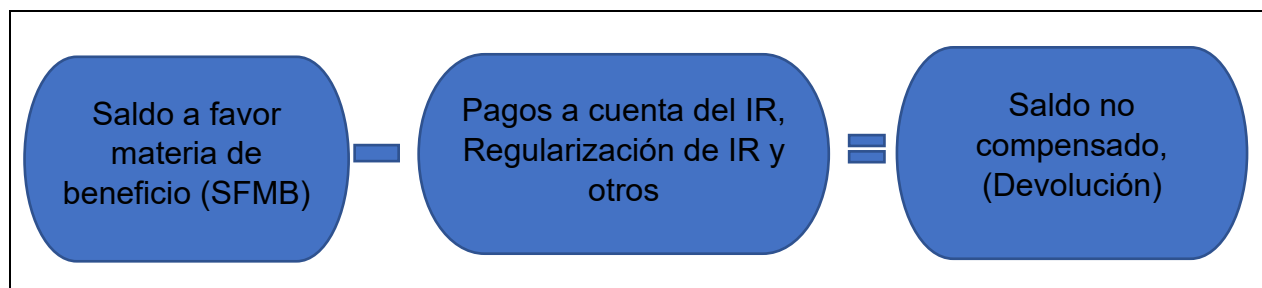 Saldo a favor
materia de
beneficio (SFMB)
Pagos a cuenta del IR,
Regularización de IR y
otros
Saldo no
compensado,
(Devolución)